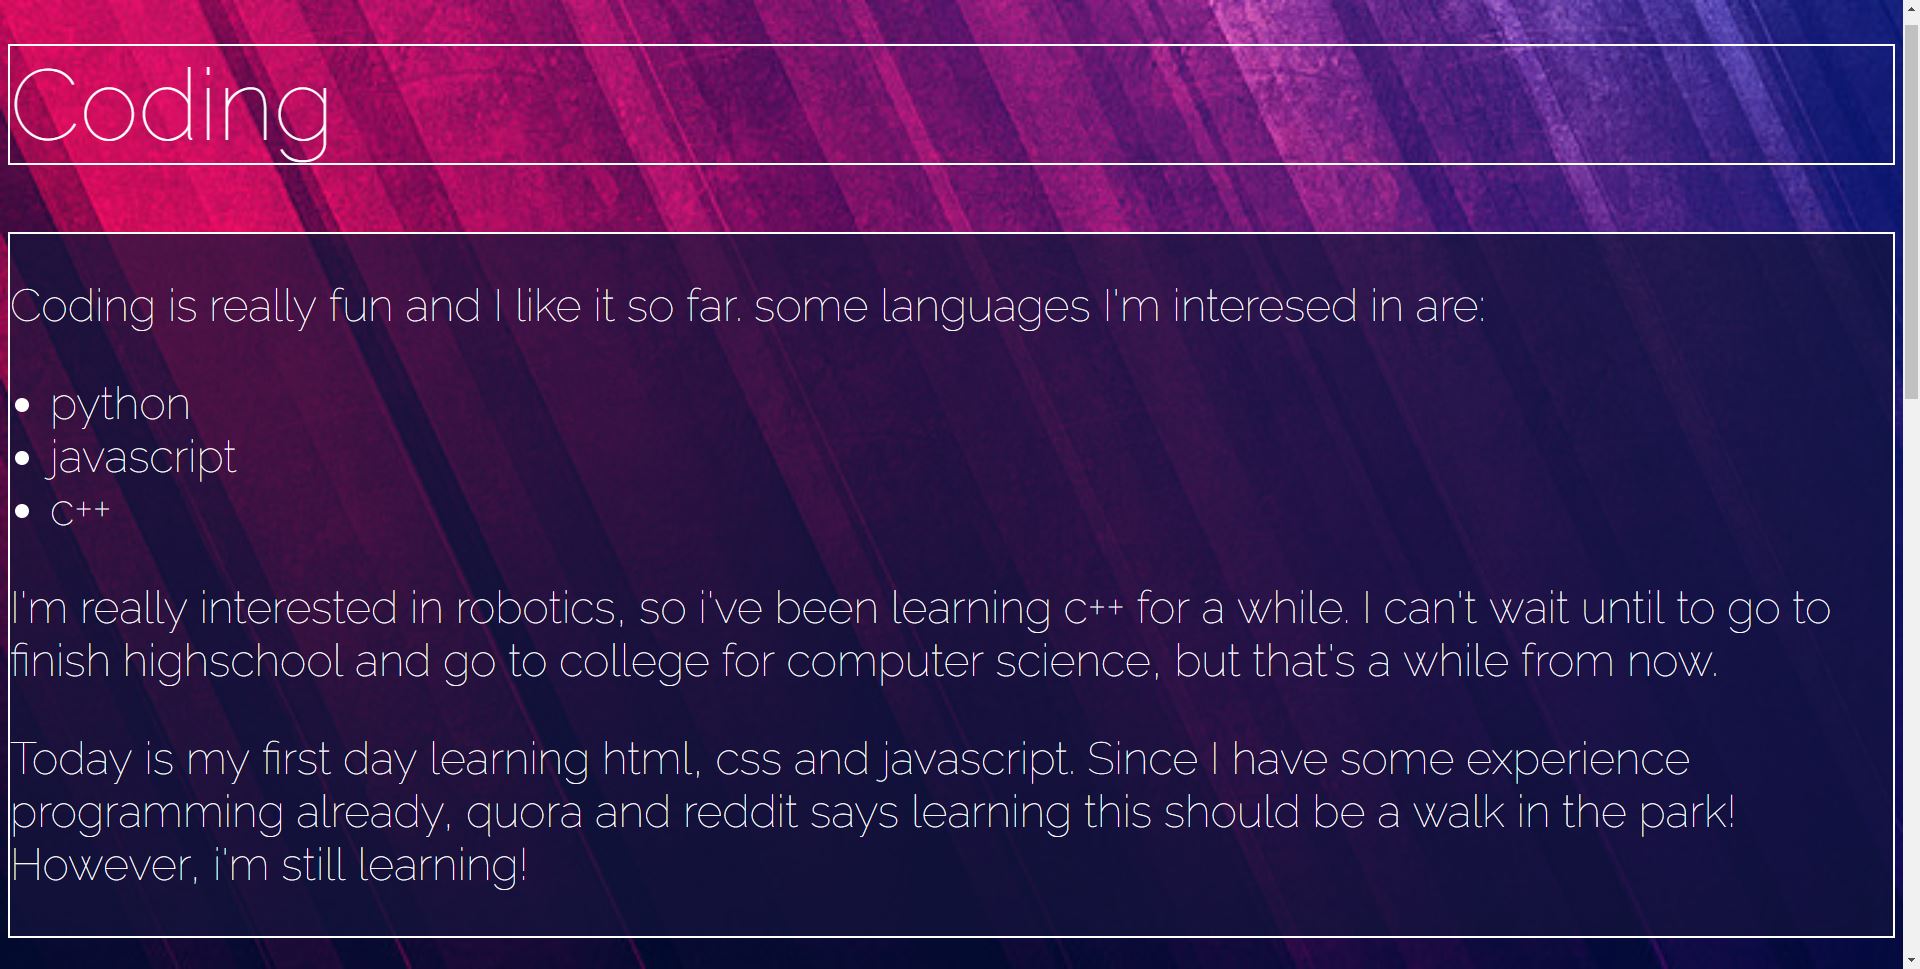 Coding
Coding is really fun and I like it so far. some languages I'm interesed in are:
python
javascript
c++
I'm really interested in robotics, so i've been learning c++ for a while. I can't wait until to go to
finish highschool and go to college for computer science, but that's a while from now.
Today is my first day learning html, css and javascript. Since I have some experience
programming already, quora and reddit says learning this should be a walk in the park!
However, i'm still learning!